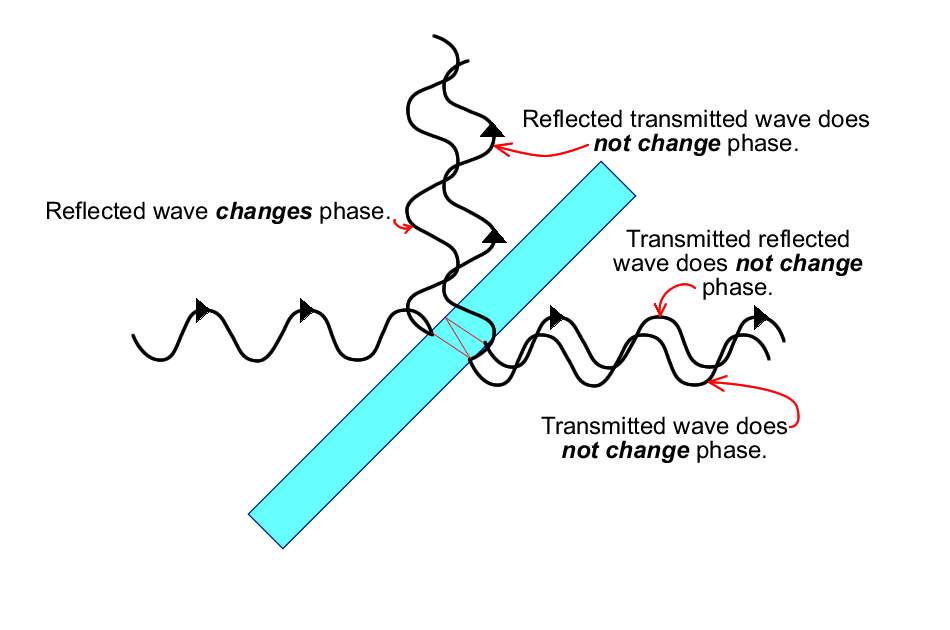 Reflected transmitted wave does
not change phase.
Reflected wave changes phase.
Transmitted reflected
wave does not change
phase.
Transmitted wave does
not change phase.